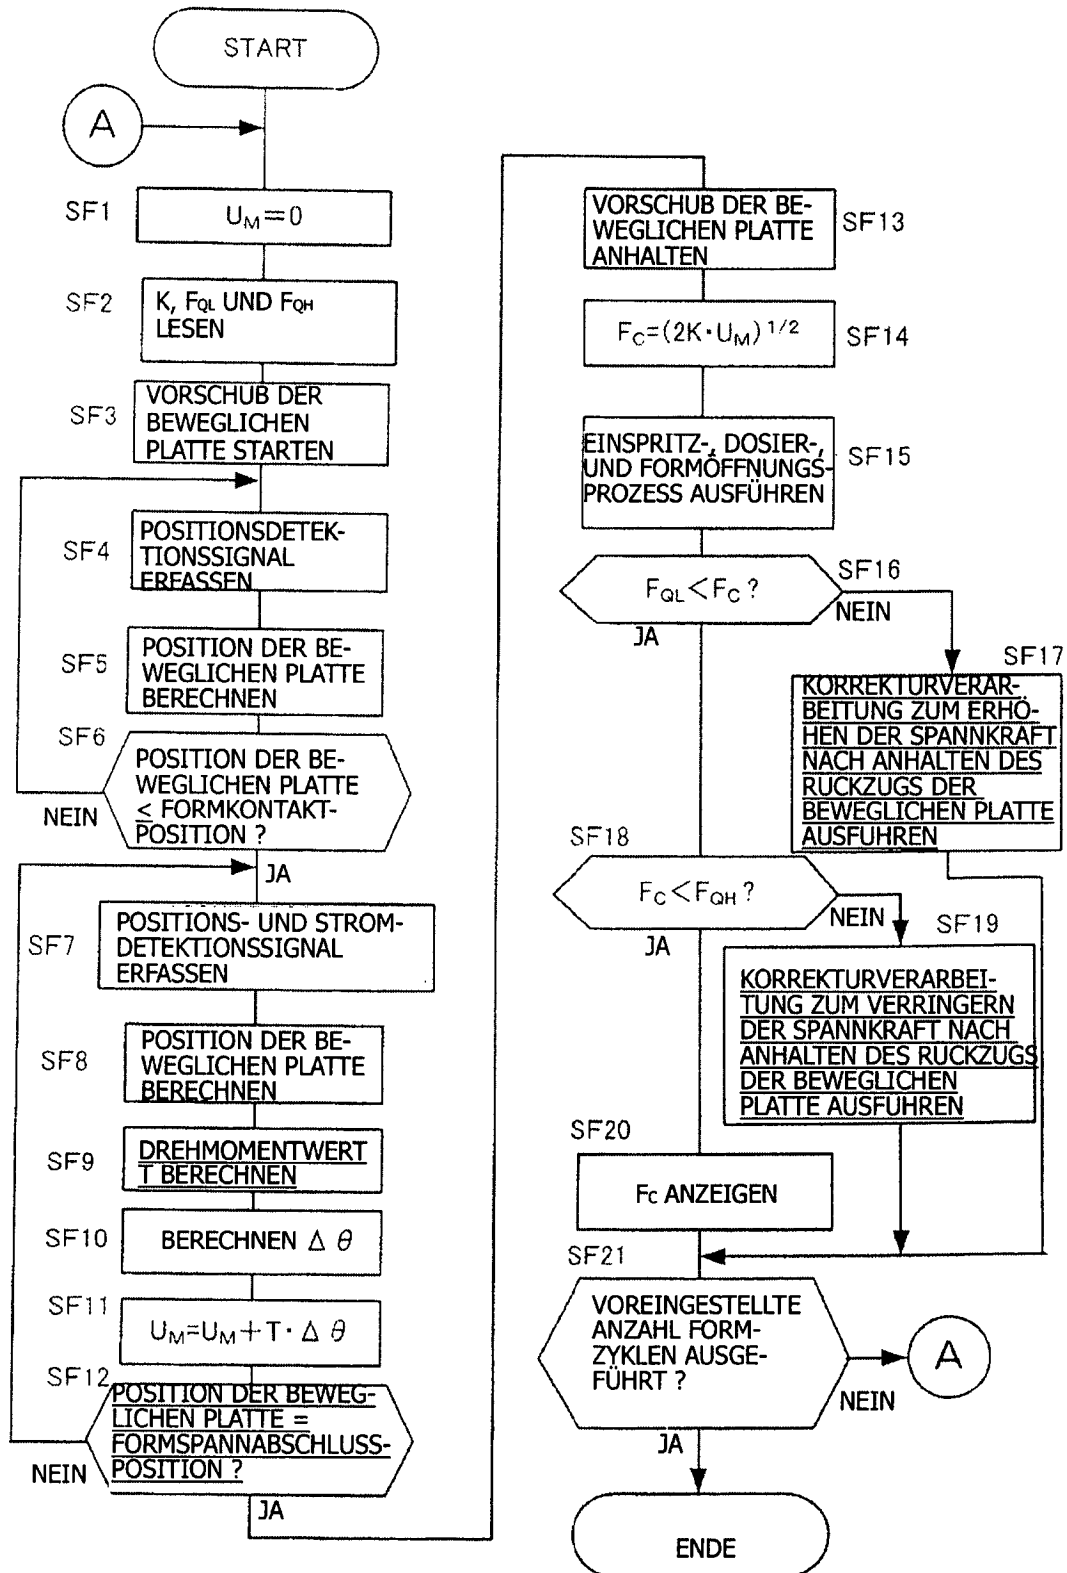 START
A
SF1
U_M=0
SF2
K, F_QL UND F_QH
LESEN
SF3
VORSCHUB DER
BEWEGLICHEN
PLATTE STARTEN
SF4
POSITIONSDETEK-
TIONSSIGNAL
ERFASSEN
SF5
POSITION DER BE-
WEGLICHEN PLATTE
BERECHNEN
SF6
POSITION DER BE-
WEGLICHEN PLATTE
≤ FORMKONTAKT-
POSITION ?
NEIN
JA
SF7
POSITIONS- UND STROM-
DETEKTIONSSIGNAL
ERFASSEN
SF8
POSITION DER BE-
WEGLICHEN PLATTE
BERECHNEN
SF9
DREHMOMENTWERT
T BERECHNEN
SF10
BERECHNEN Δ θ
SF11
U_M=U_M+T·Δ θ
SF12
POSITION DER BEWEG-
LICHEN PLATTE =
FORMSPANNABSCHLUSS-
POSITION ?
NEIN
JA
VORSCHUB DER BE-
WEGLICHEN PLATTE
ANHALTEN
SF13
F_C=(2K·U_M)^1/2
SF14
EINSPRITZ-, DOSIER-,
UND FORMÖFFNUNGS-
PROZESS AUSFÜHREN
SF15
F_QL<F_C ?
SF16
NEIN
JA
SF17
KORREKTURVERAR-
BEITUNG ZUM ERHÖ-
HEN DER SPANNKRAFT
NACH ANHALTEN DES
RUCKZUGS DER
BEWEGLICHEN PLATTE
AUSFUHREN
SF18
F_C<F_QH ?
NEIN
JA
SF19
KORREKTURVERARBEI-
TUNG ZUM VERRINGERN
DER SPANNKRAFT NACH
ANHALTEN DES RUCKZUGS
DER BEWEGLICHEN
PLATTE AUSFUHREN
SF20
F_C ANZEIGEN
SF21
VOREINGESTELLTE
ANZAHL FORM-
ZYKLEN AUSGE-
FÜHRT ?
A
NEIN
JA
ENDE